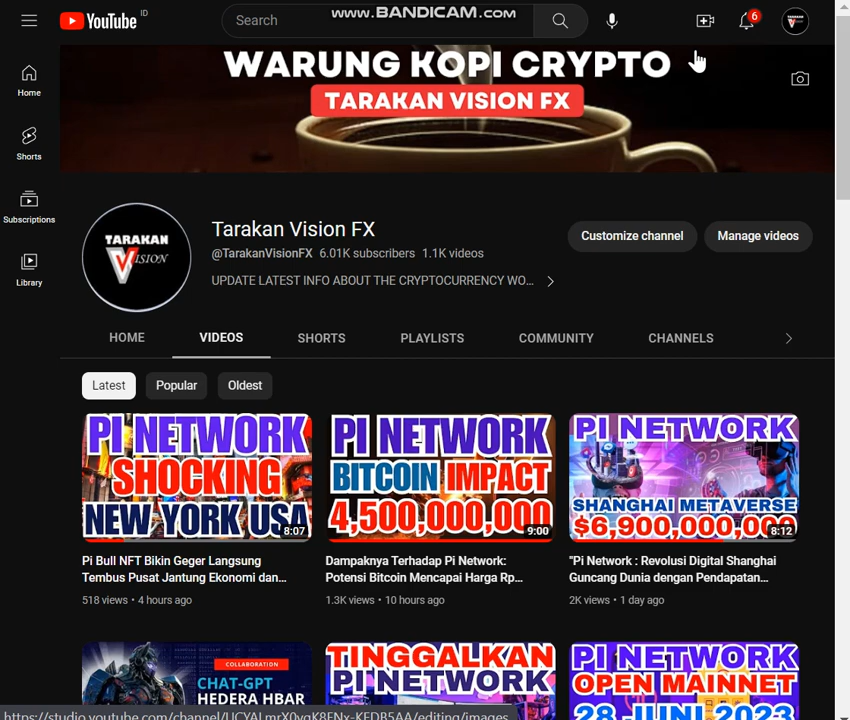 YouTube ID
Search
WWW.BANDICAM.COM
6
WARUNG KOPI CRYPTO
TARAKAN VISION FX
Home
Shorts
Subscriptions
Library
TARAKAN
VISION
Tarakan Vision FX
@TarakanVisionFX 6.01K subscribers 1.1K videos
UPDATE LATEST INFO ABOUT THE CRYPTOCURRENCY WO...
Customize channel
Manage videos
HOME
VIDEOS
SHORTS
PLAYLISTS
COMMUNITY
CHANNELS
Latest
Popular
Oldest
PI NETWORK
SHOCKING
NEW YORK USA
8:07
Pi Bull NFT Bikin Geger Langsung
Tembus Pusat Jantung Ekonomi dan...
518 views • 4 hours ago
PI NETWORK
BITCOIN IMPACT
4,500,000,000
9:00
Dampaknya Terhadap Pi Network:
Potensi Bitcoin Mencapai Harga Rp...
1.3K views • 10 hours ago
PI NETWORK
SHANGHAI METAVERSE
$6,900,000,000
8:12
"Pi Network : Revolusi Digital Shanghai
Guncang Dunia dengan Pendapatan...
2K views • 1 day ago
COLLABORATION
CHAT-GPT
HEDERA HBAR
TINGGALKAN
PI NETWORK
PI NETWORK
OPEN MAINNET
28 JUNI 2023